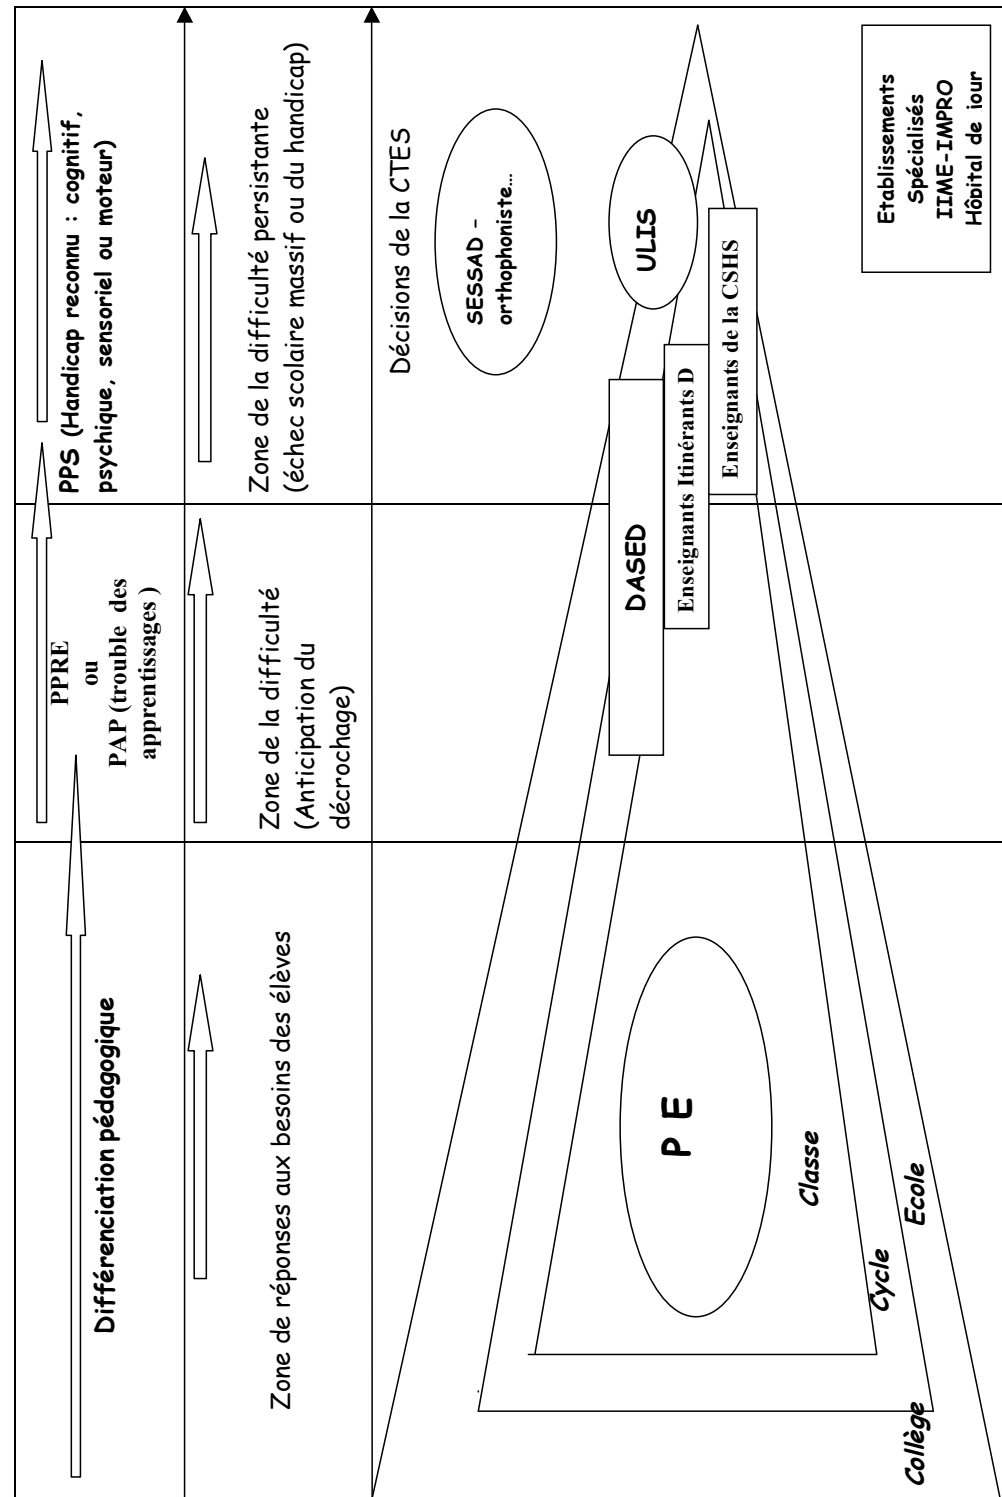 PPS (Handicap reconnu : cognitif,
psychique, sensoriel ou moteur)
Zone de la difficulté persistante
(échec scolaire massif ou du handicap)
Décisions de la CTES
SESSAD -
orthophoniste...
ULIS
Enseignants de la CSHS
Enseignants Itinérants D
DASED
Etablissements
Spécialisés
IIME-IMPRO
Hôpital de iour
PPRE
ou
PAP (trouble des
apprentissages )
Zone de la difficulté
(Anticipation du
décrochage)
Différenciation pédagogique
Zone de réponses aux besoins des élèves
P E
Classe
Cycle
Ecole
Collège